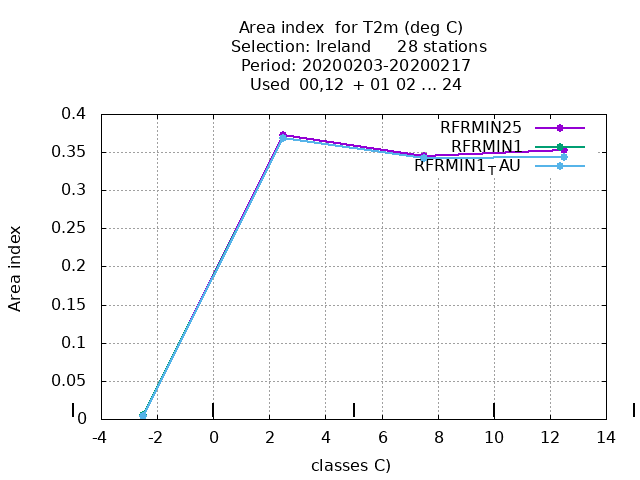 Area index  for T2m (deg C)
Selection: Ireland     28 stations
Period: 20200203-20200217
Used  00,12  + 01 02 ... 24
0.4
0.35
0.3
0.25
0.2
0.15
0.1
0.05
0
Area index
RFRMIN25
RFRMIN1
RFRMIN1TAU
-4 -2 0 2 4 6 8 10 12 14
classes C)